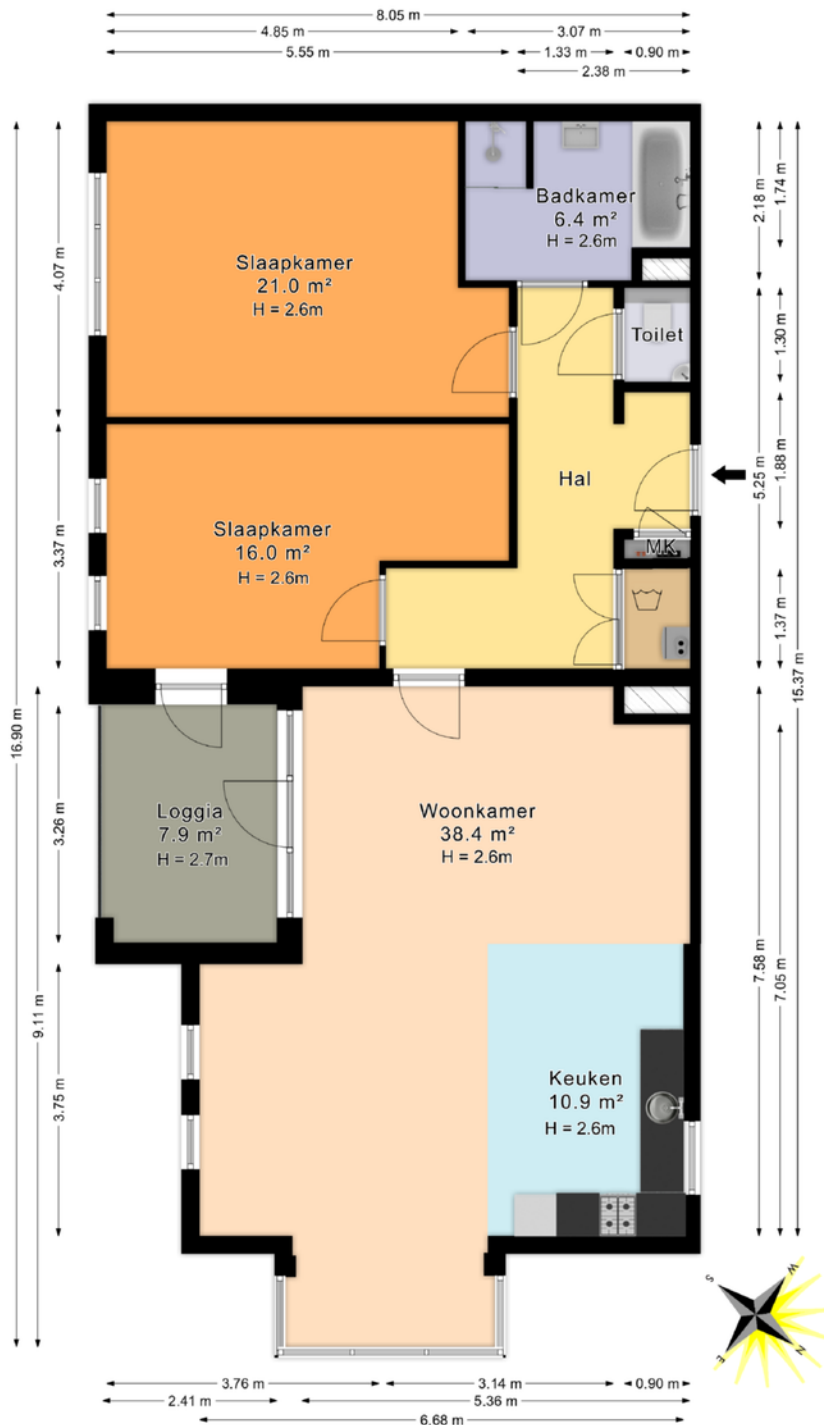 8.05 m
4.85 m
3.07 m
5.55 m
1.33 m
0.90 m
2.38 m
Badkamer
6.4 m²
H = 2.6m
Slaapkamer
21.0 m²
H = 2.6m
Toilet
Hal
Slaapkamer
16.0 m²
H = 2.6m
MK
Loggia
7.9 m²
H = 2.7m
Woonkamer
38.4 m²
H = 2.6m
Keuken
10.9 m²
H = 2.6m
4.07 m
3.37 m
16.90 m
3.26 m
9.11 m
3.75 m
2.18 m
1.74 m
1.30 m
5.25 m
1.88 m
1.37 m
15.37 m
7.58 m
7.05 m
S
W
E
N
3.76 m
3.14 m
0.90 m
2.41 m
5.36 m
6.68 m